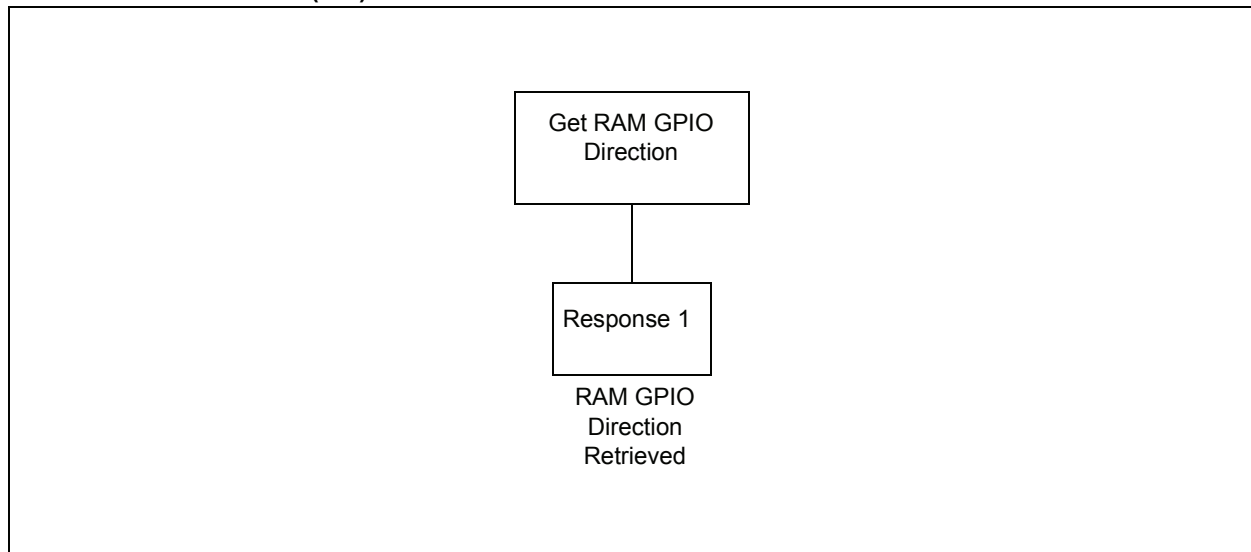 Get RAM GPIO
Direction
Response 1
RAM GPIO
Direction
Retrieved